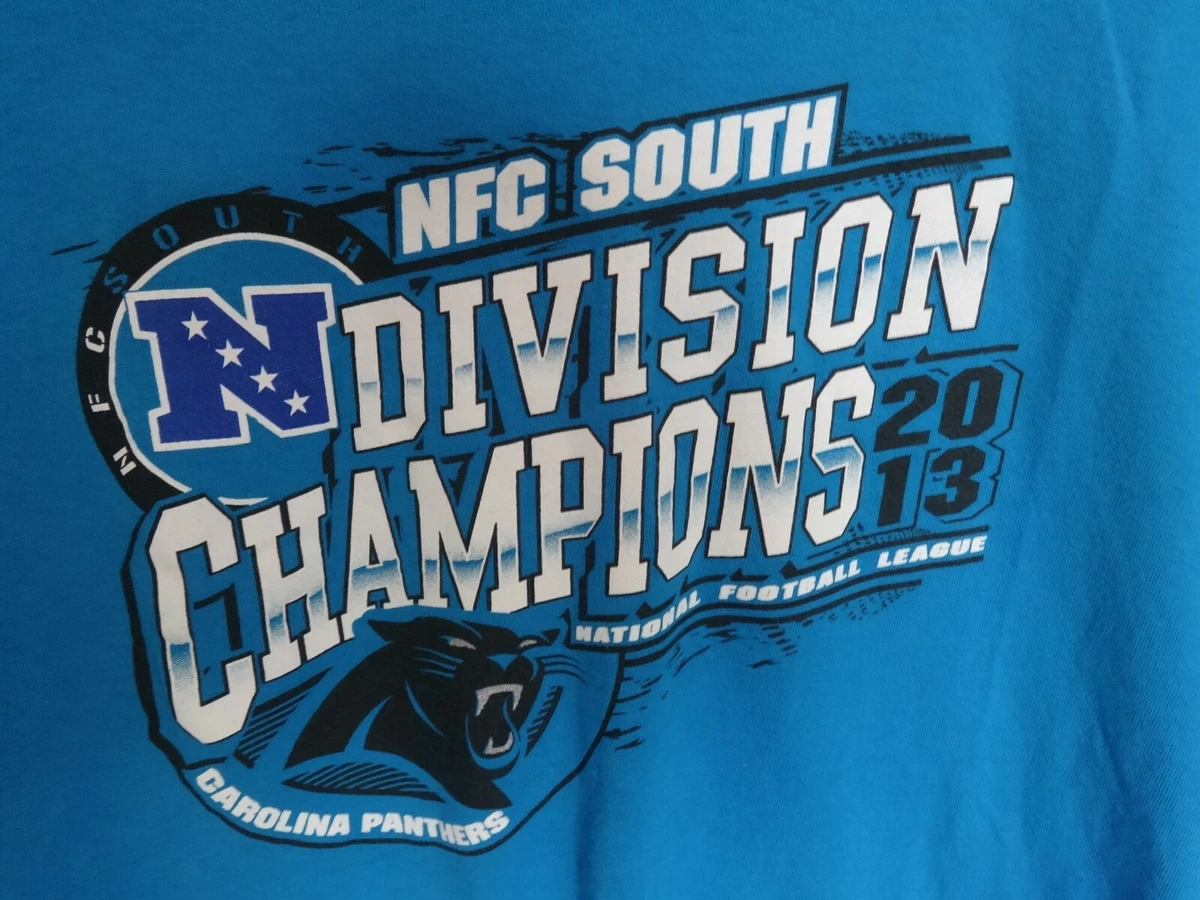 NFC SOUTH
NFC SOUTH
N
DIVISION
CHAMPIONS
20
13
NATIONAL FOOTBALL LEAGUE
CAROLINA PANTHERS